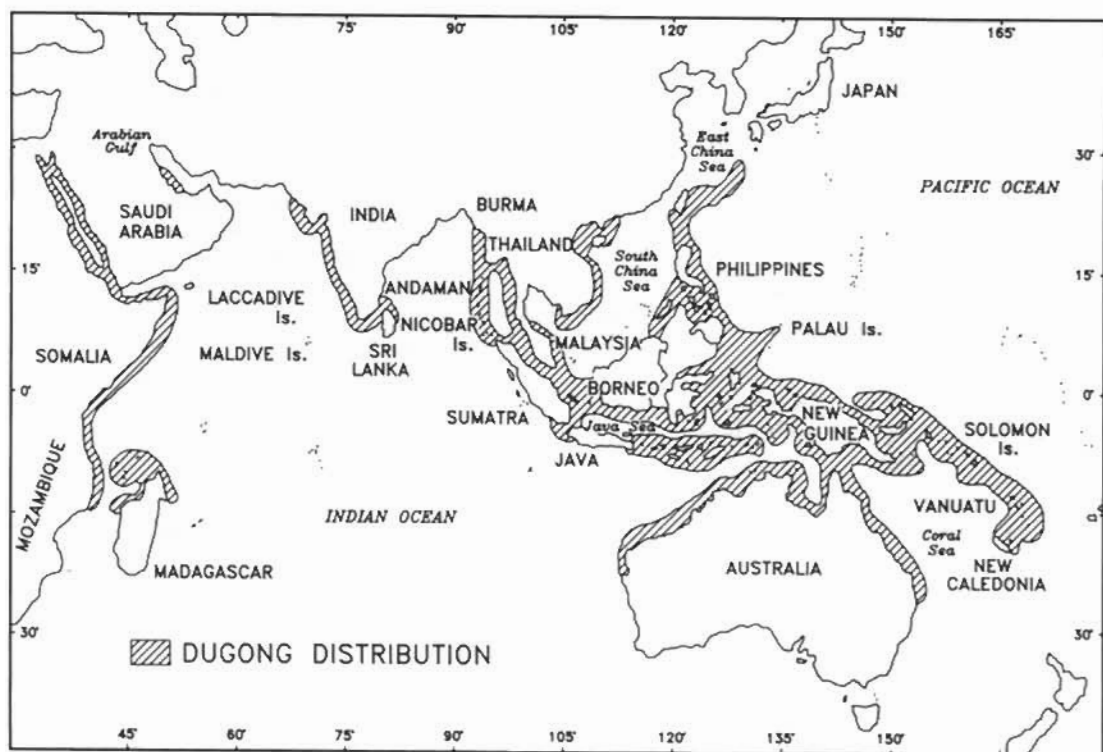 45° 60° 75° 90° 105° 120° 150° 165°
JAPAN
Arabian
Gulf
East
China
Sea
30°
PACIFIC OCEAN
SAUDI
ARABIA
INDIA
BURMA
THAILAND
South
China
Sea
15°
15°
PHILIPPINES
LACCADIVE
Is.
ANDAMAN
NICOBAR
Is.
PALAU Is.
SOMALIA
MALDIVE Is.
SRI
LANKA
MALAYSIA
BORNEO
0°
0°
NEW
GUINEA
SUMATRA
Java Sea
SOLOMON
Is.
JAVA
MOZAMBIQUE
INDIAN OCEAN
VANUATU
Coral
Sea
MADAGASCAR
AUSTRALIA
NEW
CALEDONIA
30°
30°
DUGONG DISTRIBUTION
45° 60° 75° 90° 105° 120° 150°